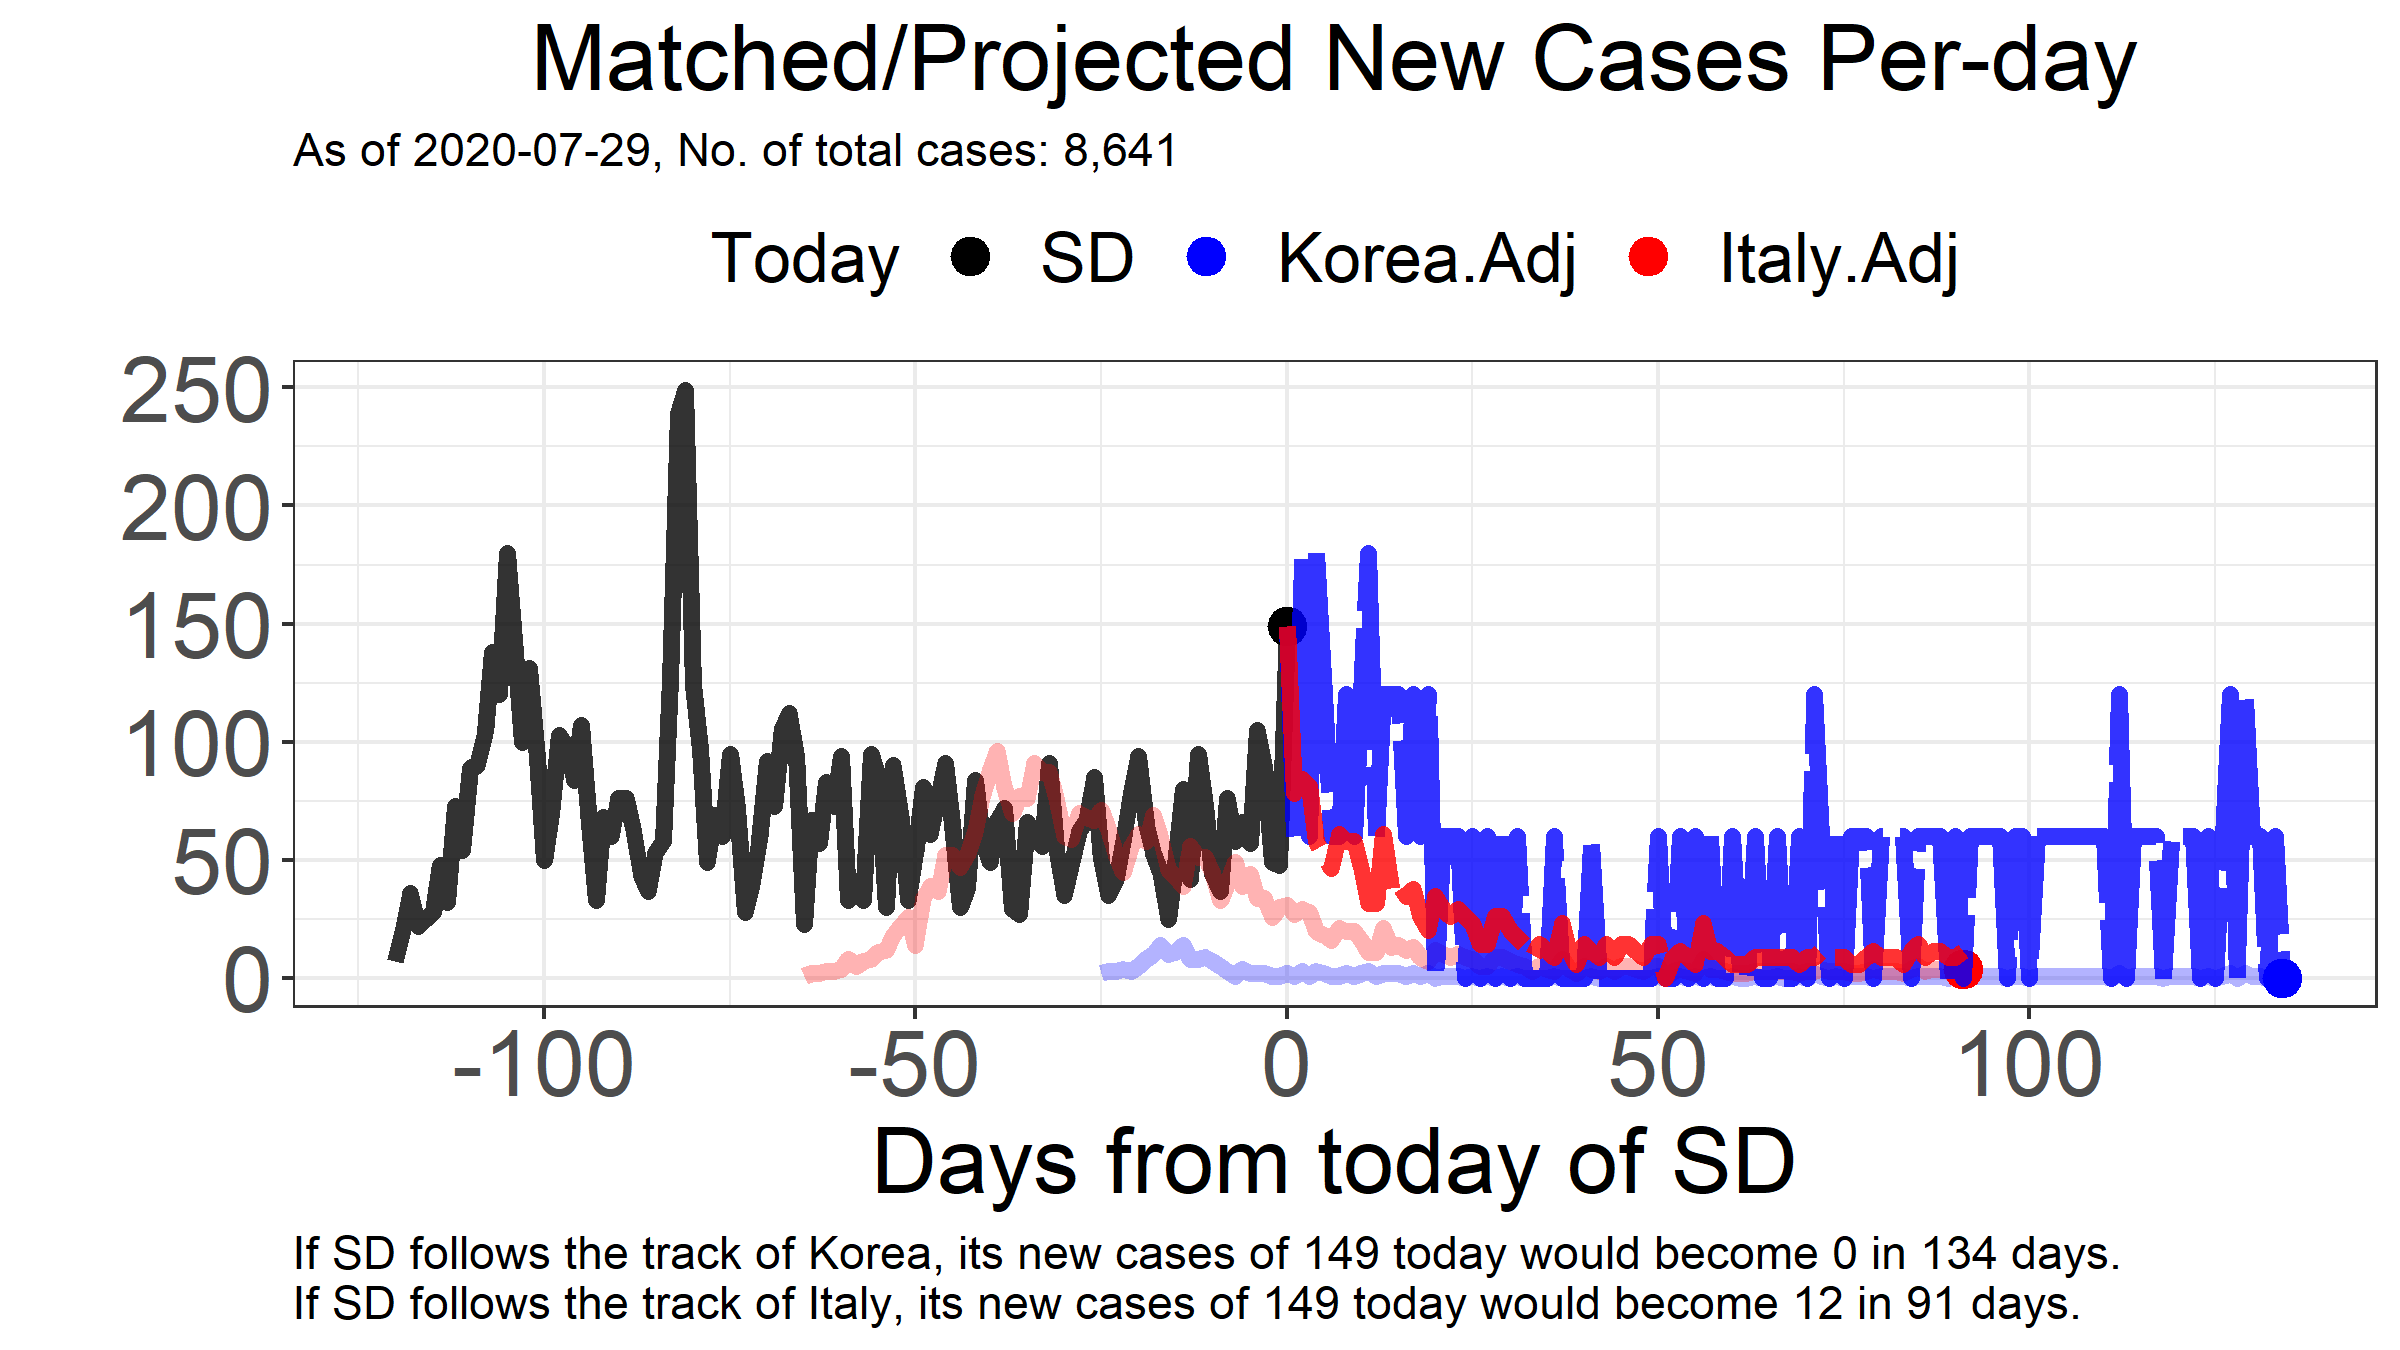 Matched/Projected New Cases Per-day
As of 2020-07-29, No. of total cases: 8,641
Today SD Korea.Adj Italy.Adj
250
200
150
100
50
0
-100 -50 0 50 100
Days from today of SD
If SD follows the track of Korea, its new cases of 149 today would become 0 in 134 days.
If SD follows the track of Italy, its new cases of 149 today would become 12 in 91 days.